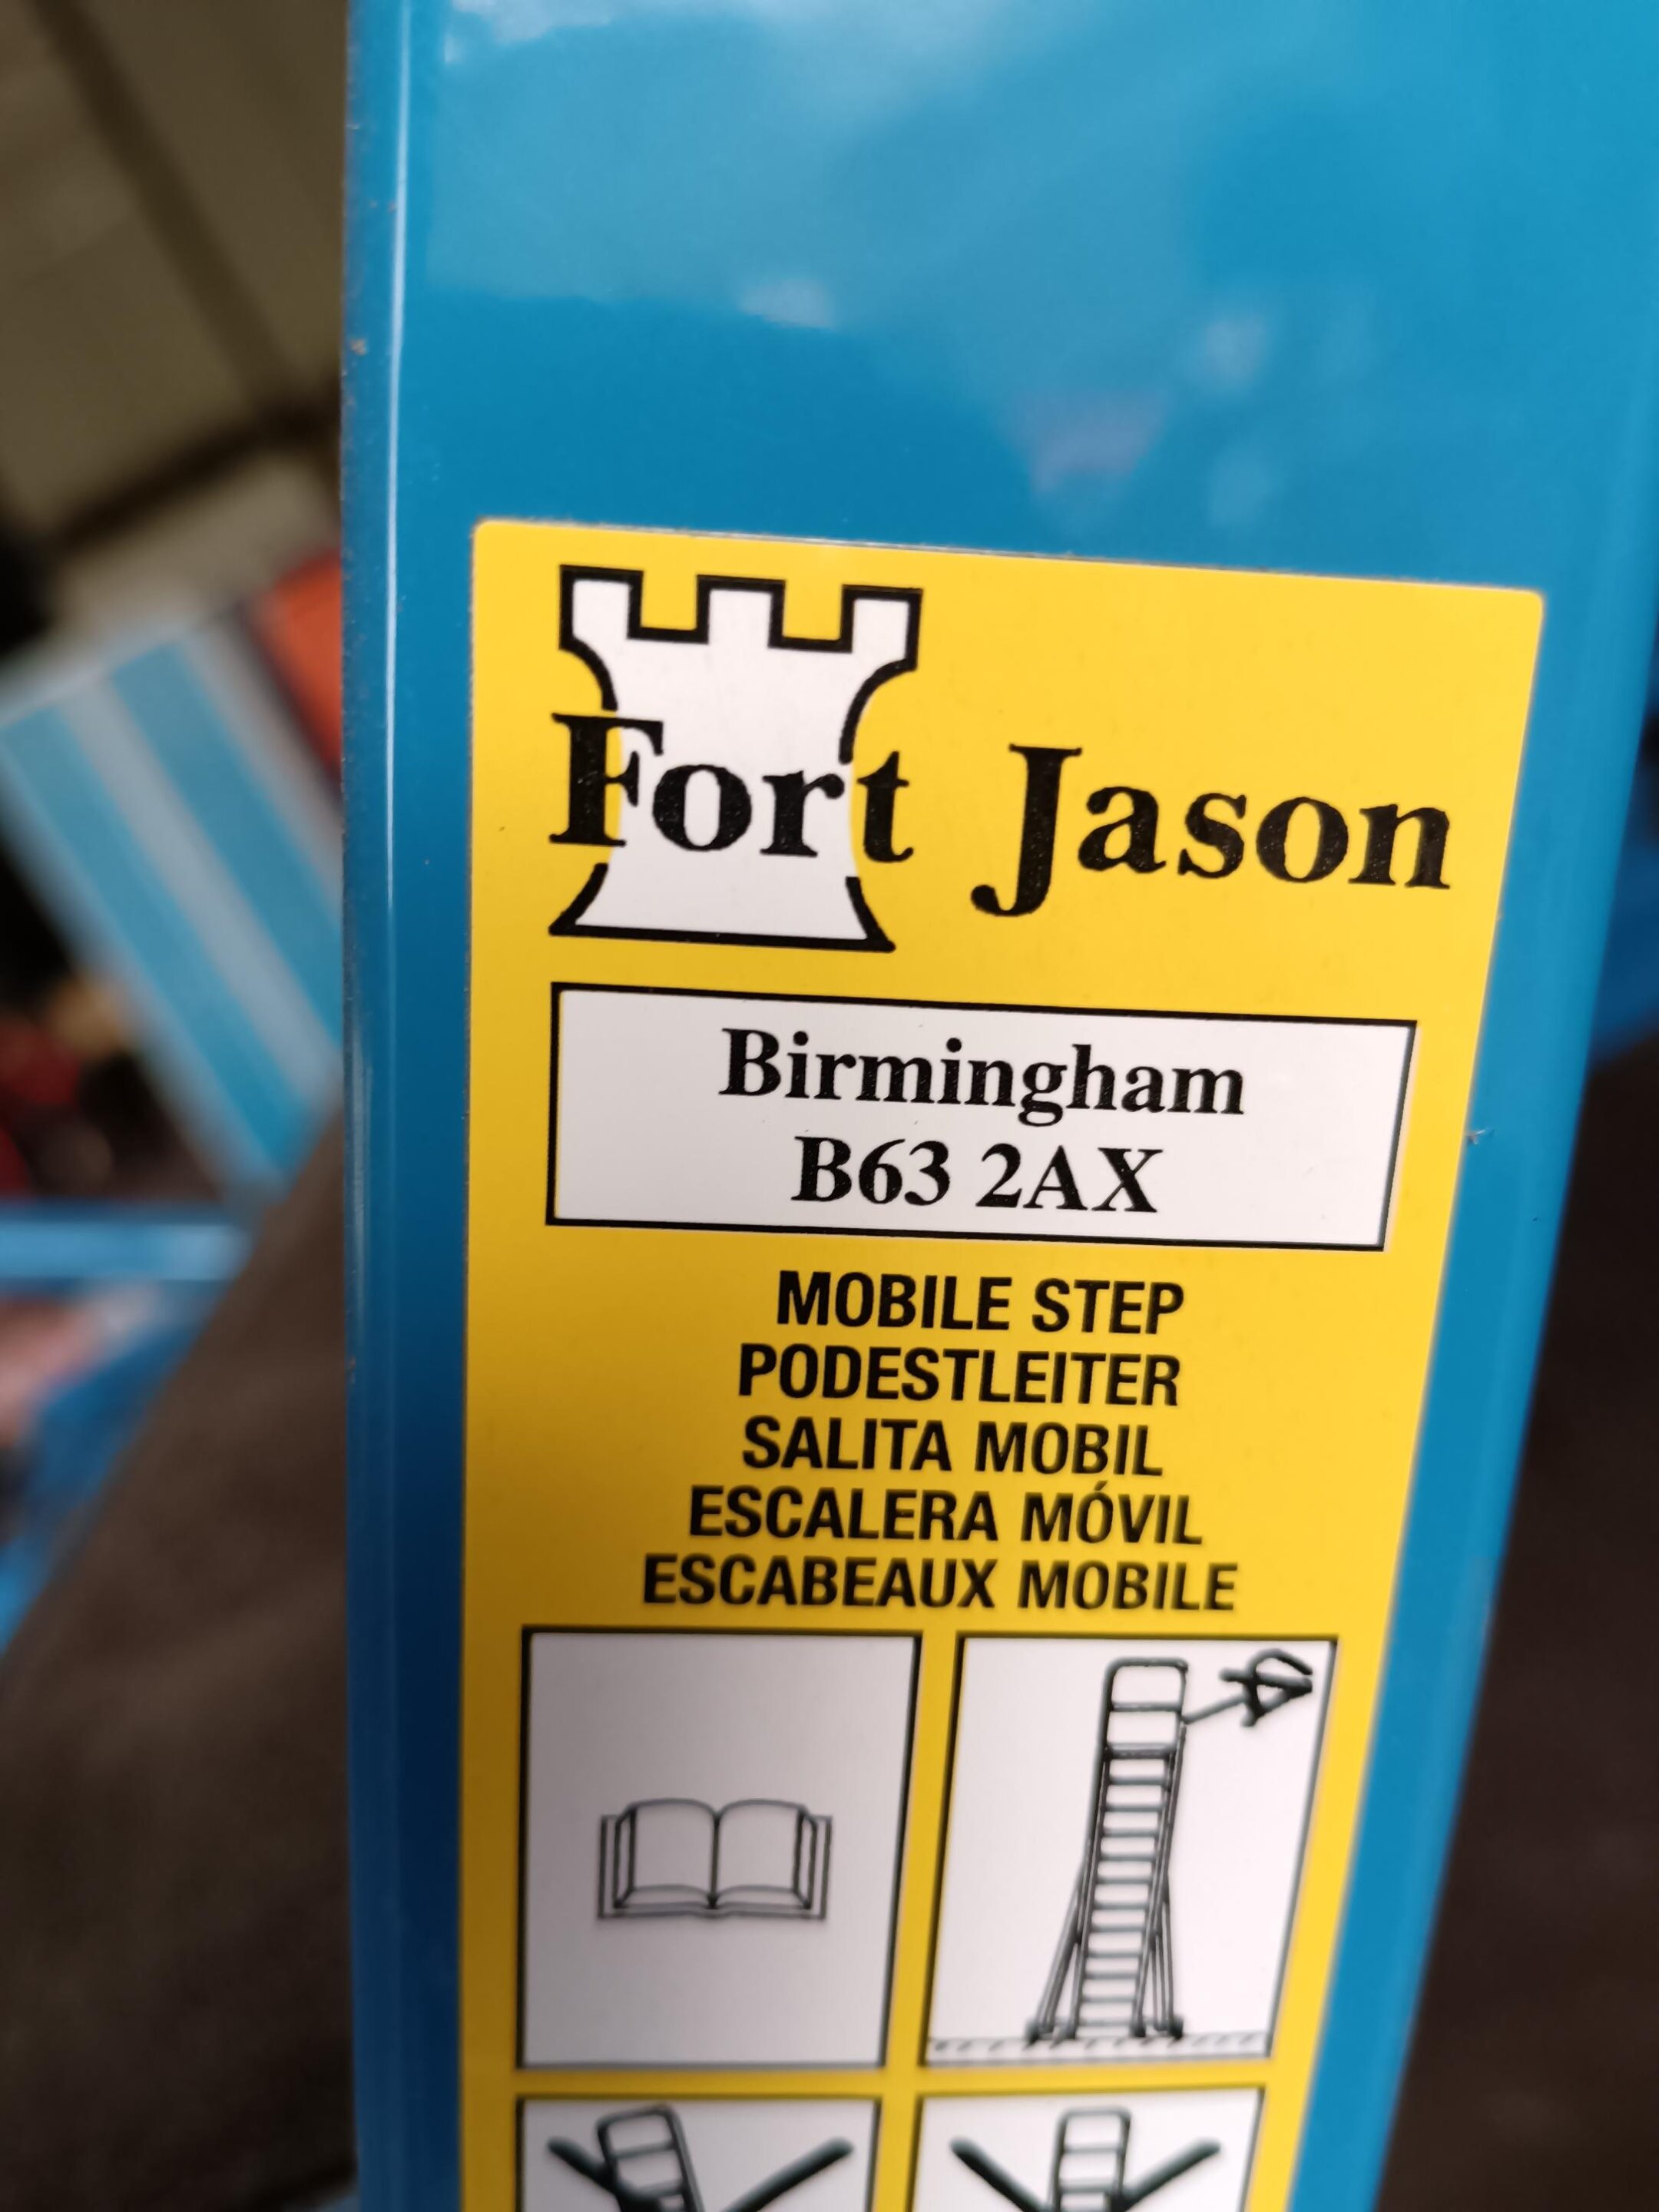 Fort Jason
Birmingham
B63 2AX
MOBILE STEP
PODESTLEITER
SALITA MOBIL
ESCALERA MÓVIL
ESCABEAUX MOBILE